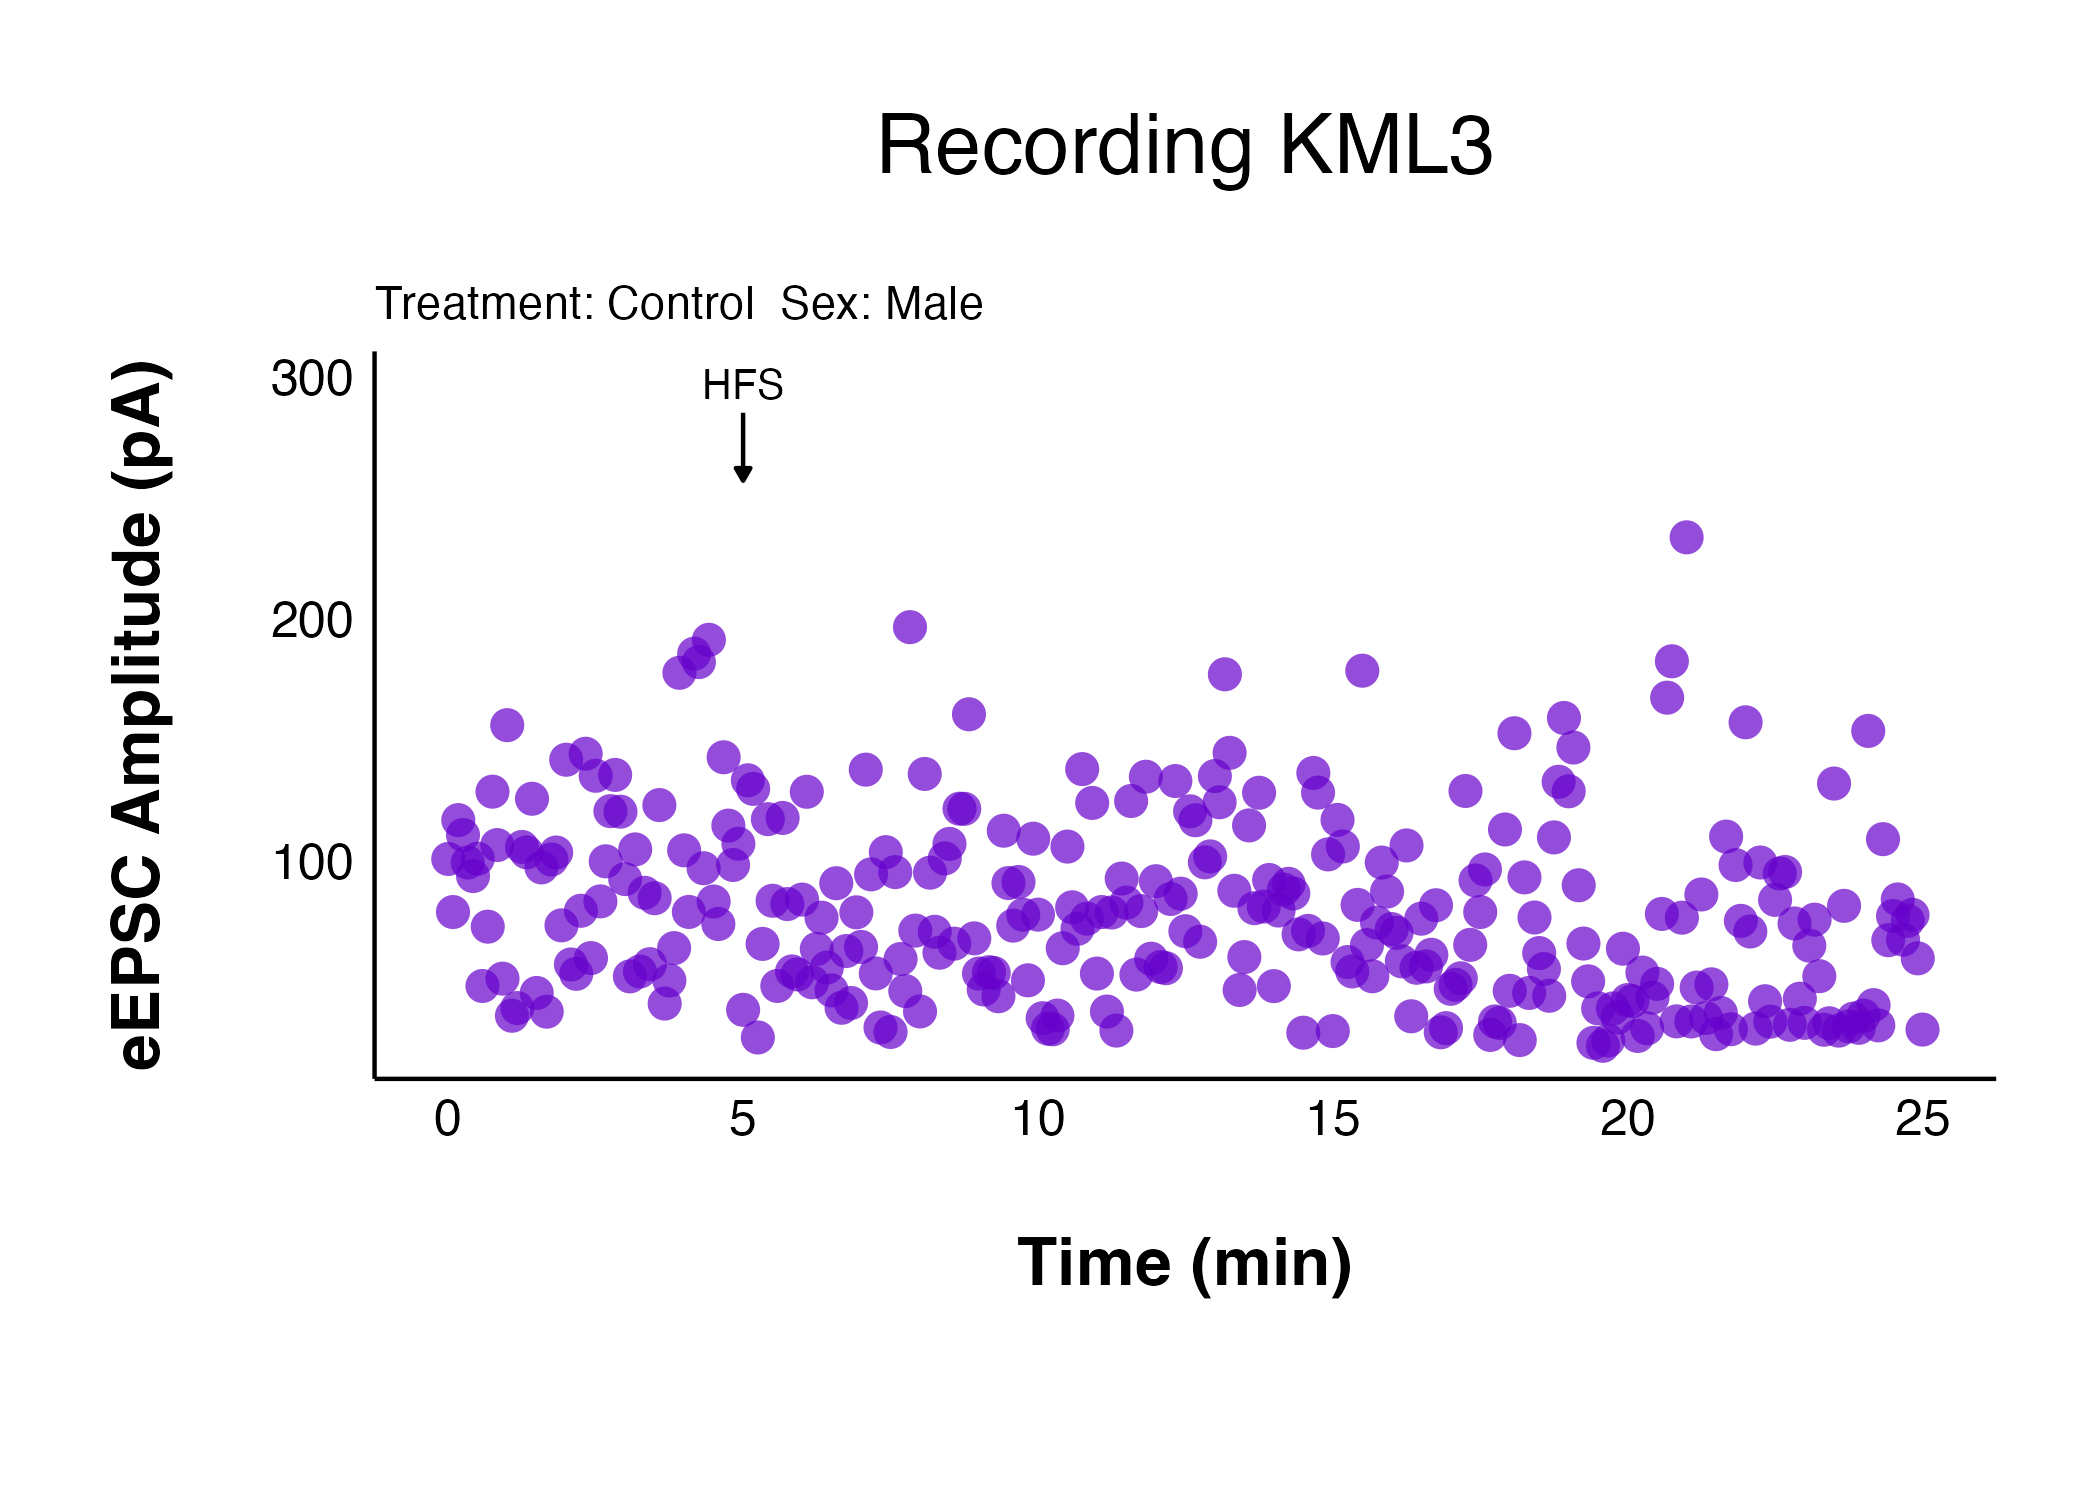 Recording KML3
Treatment: Control  Sex: Male
HFS
eEPSC Amplitude (pA)
300
200
100
0 5 10 15 20 25
Time (min)